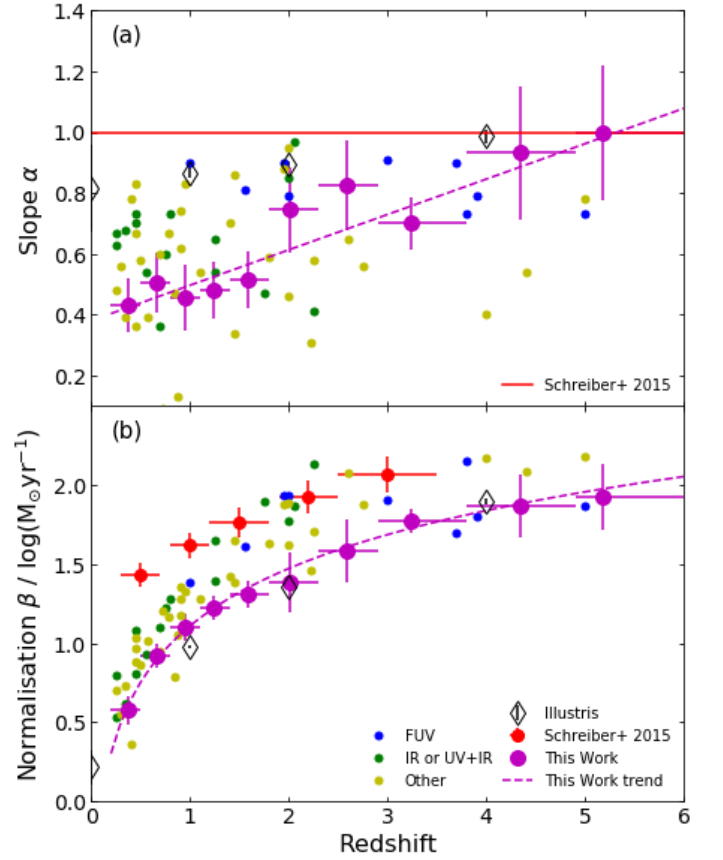 (a)
1.4
1.2
1.0
0.8
0.6
0.4
0.2
Slope α
Schreiber+ 2015
(b)
2.0
1.5
1.0
0.5
0.0
Normalisation β / log(M⊙yr⁻¹)
FUV
IR or UV+IR
Other
Illustris
Schreiber+ 2015
This Work
This Work trend
0 1 2 3 4 5 6
Redshift